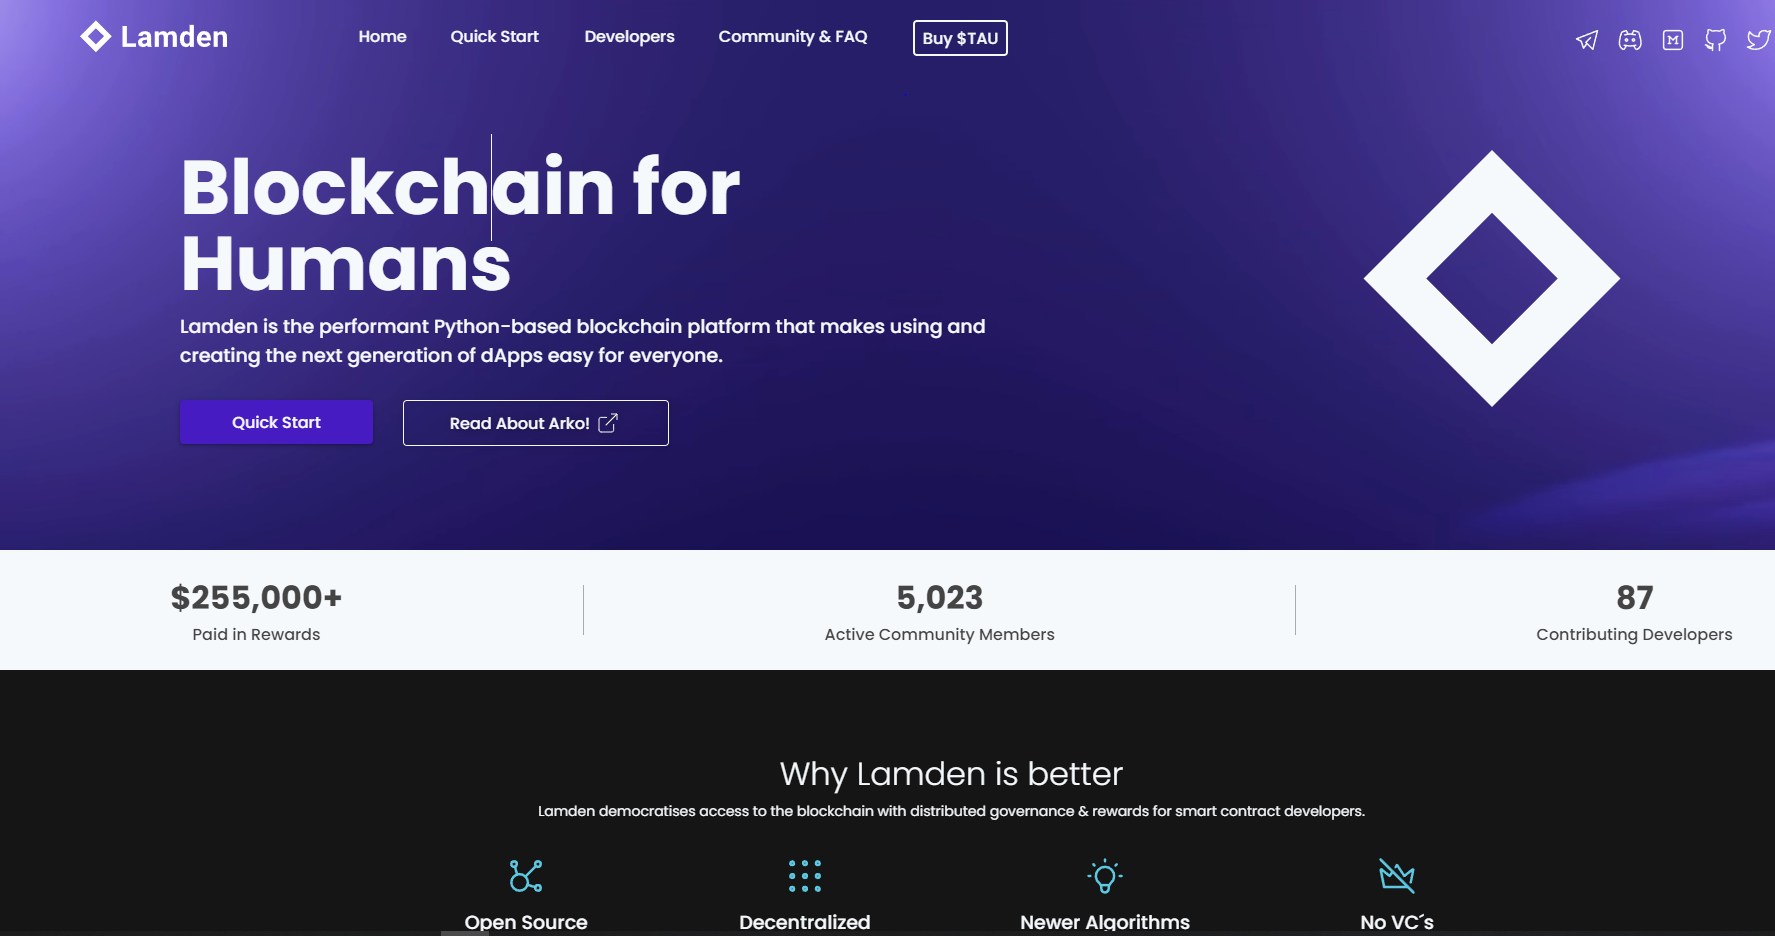 Lamden
Home
Quick Start
Developers
Community & FAQ
Buy $TAU
Blockchain for
Humans
Lamden is the performant Python-based blockchain platform that makes using and
creating the next generation of dApps easy for everyone.
Quick Start
Read About Arko!
$255,000+
Paid in Rewards
5,023
Active Community Members
87
Contributing Developers
Why Lamden is better
Lamden democratises access to the blockchain with distributed governance & rewards for smart contract developers.
Open Source
Decentralized
Newer Algorithms
No VC´s